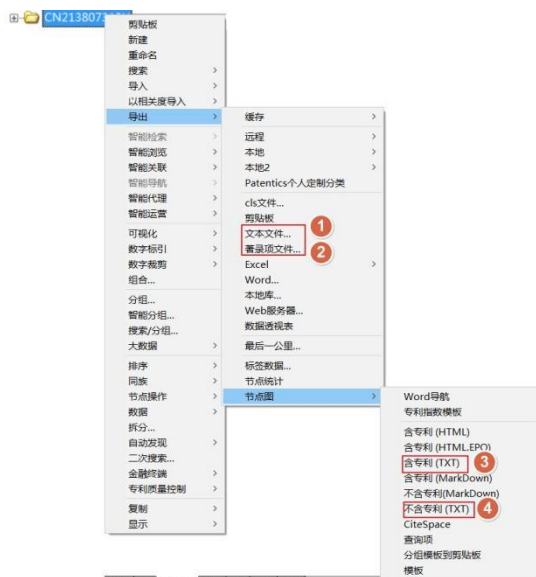 CN213807
剪贴板
新建
重命名
搜索
导入
以相关度导入
导出
智能检索
智能浏览
智能关联
智能导航
智能代理
智能运营
可视化
数字标引
数字裁剪
组合...
分组...
智能分组...
搜索/分组...
大数据
排序
同族
节点操作
数据
拆分...
自动发现
二次搜索...
金融终端
专利质量控制
复制
显示
缓存
远程
本地
本地2
Patentics个人定制分类
cls文件...
剪贴板
文本文件...
1
著录项文件...
2
Excel
Word...
本地库...
Web服务器...
数据透视表
最后一公里...
标签数据...
节点统计
节点图
Word导航
专利指数模板
含专利 (HTML)
含专利 (HTML.EPO)
含专利 (TXT)
3
含专利 (MarkDown)
不含专利(MarkDown)
不含专利 (TXT)
4
CiteSpace
查询项
分组模板到剪贴板
模板